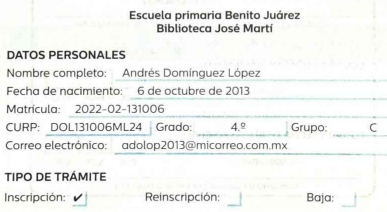 Escuela primaria Benito Juárez
Biblioteca José Martí
DATOS PERSONALES
Nombre completo: Andrés Domínguez López
Fecha de nacimiento: 6 de octubre de 2013
Matrícula: 2022-02-131006
CURP: DOL131006ML24 Grado: 4.º Grupo: C
Correo electrónico: adolop2013@micorreo.com.mx
TIPO DE TRÁMITE
Inscripción: ✔ Reinscripción: Baja: